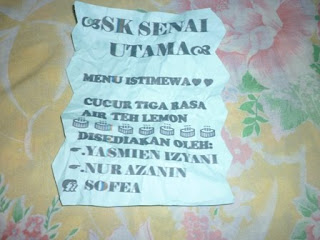 SK SENAI
UTAMA
MENU ISTIMEWA
CUCUR TIGA RASA
AIR TEH LEMON
DISEDIAKAN OLEH:
YASMIEN IZYANI
NUR AZANIN
SOFEA